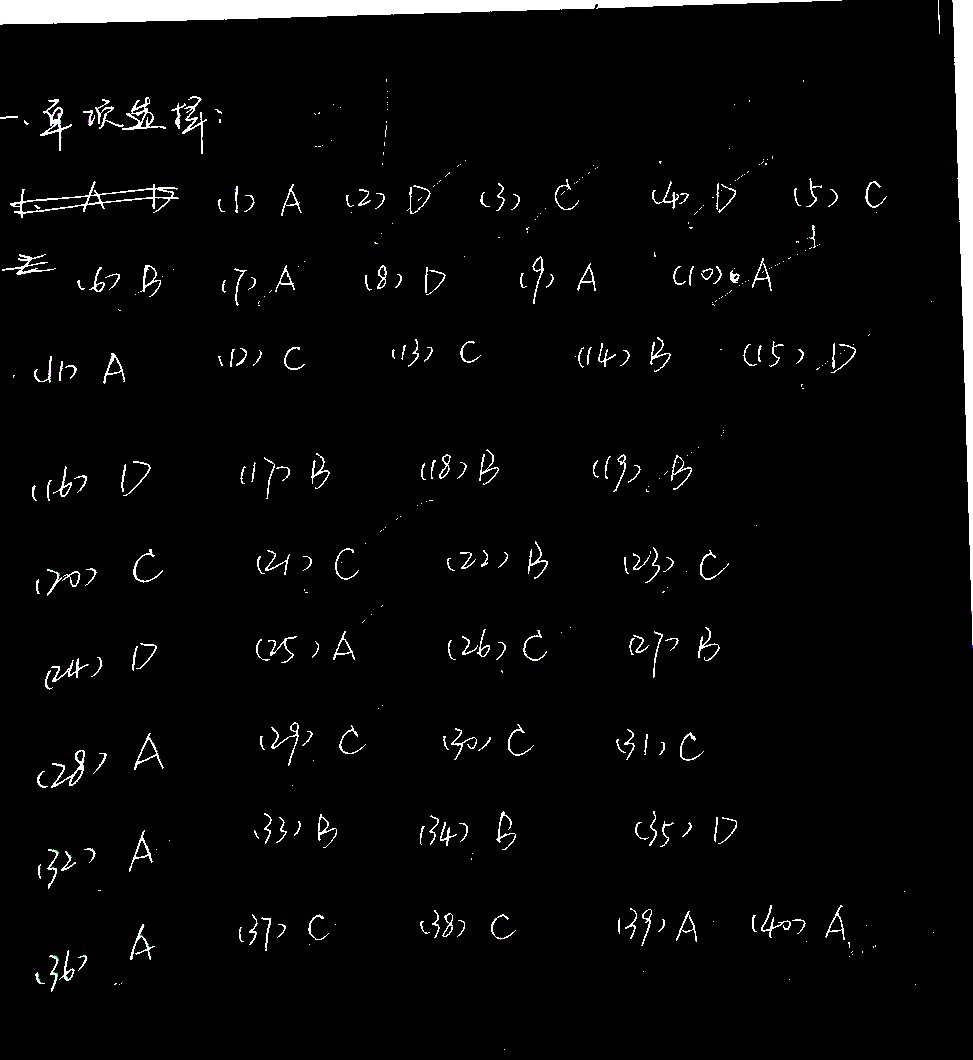 一.单项选择:
(1) A (2) D (3) C (4) D (5) C
(6) B (7) A (8) D (9) A (10) A
(11) A (12) C (13) C (14) B (15) D
(16) D (17) B (18) B (19) B
(20) C (21) C (22) B (23) C
(24) D (25) A (26) C (27) B
(28) A (29) C (30) C (31) C
(32) A (33) B (34) B (35) D
(36) A (37) C (38) C (39) A (40) A